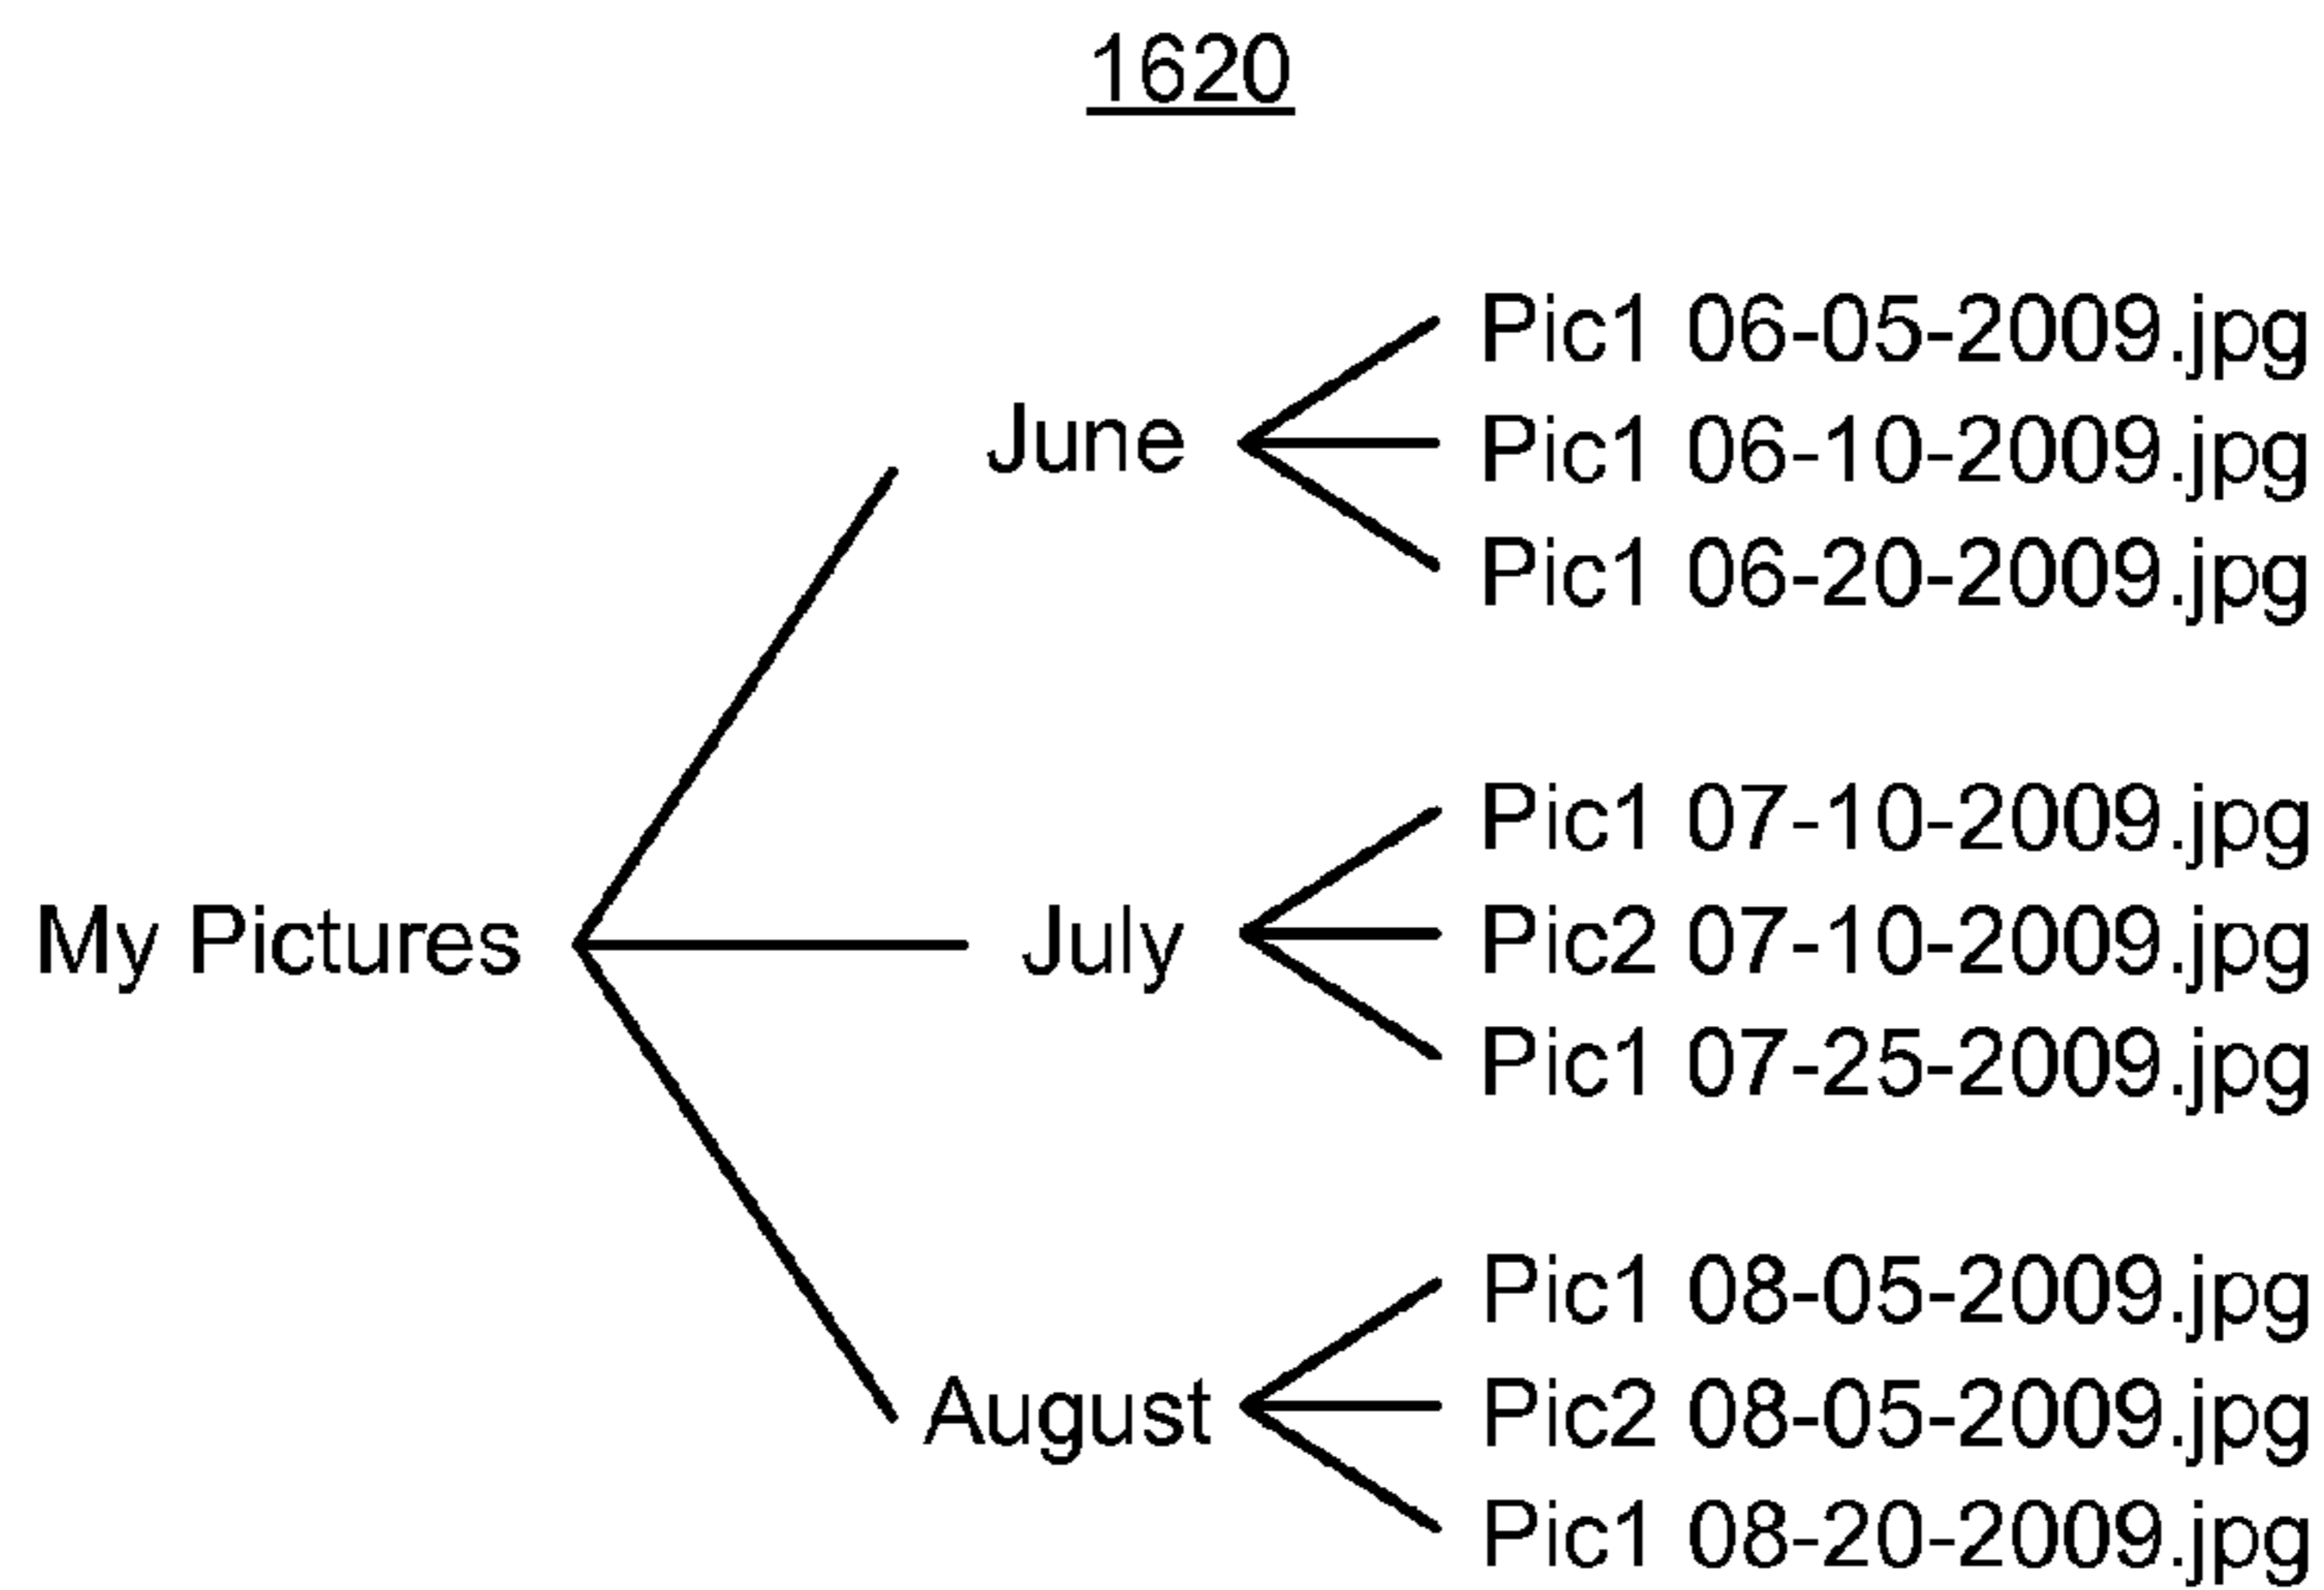 1620
My Pictures
June
Pic1 06-05-2009.jpg
Pic1 06-10-2009.jpg
Pic1 06-20-2009.jpg
July
Pic1 07-10-2009.jpg
Pic2 07-10-2009.jpg
Pic1 07-25-2009.jpg
August
Pic1 08-05-2009.jpg
Pic2 08-05-2009.jpg
Pic1 08-20-2009.jpg